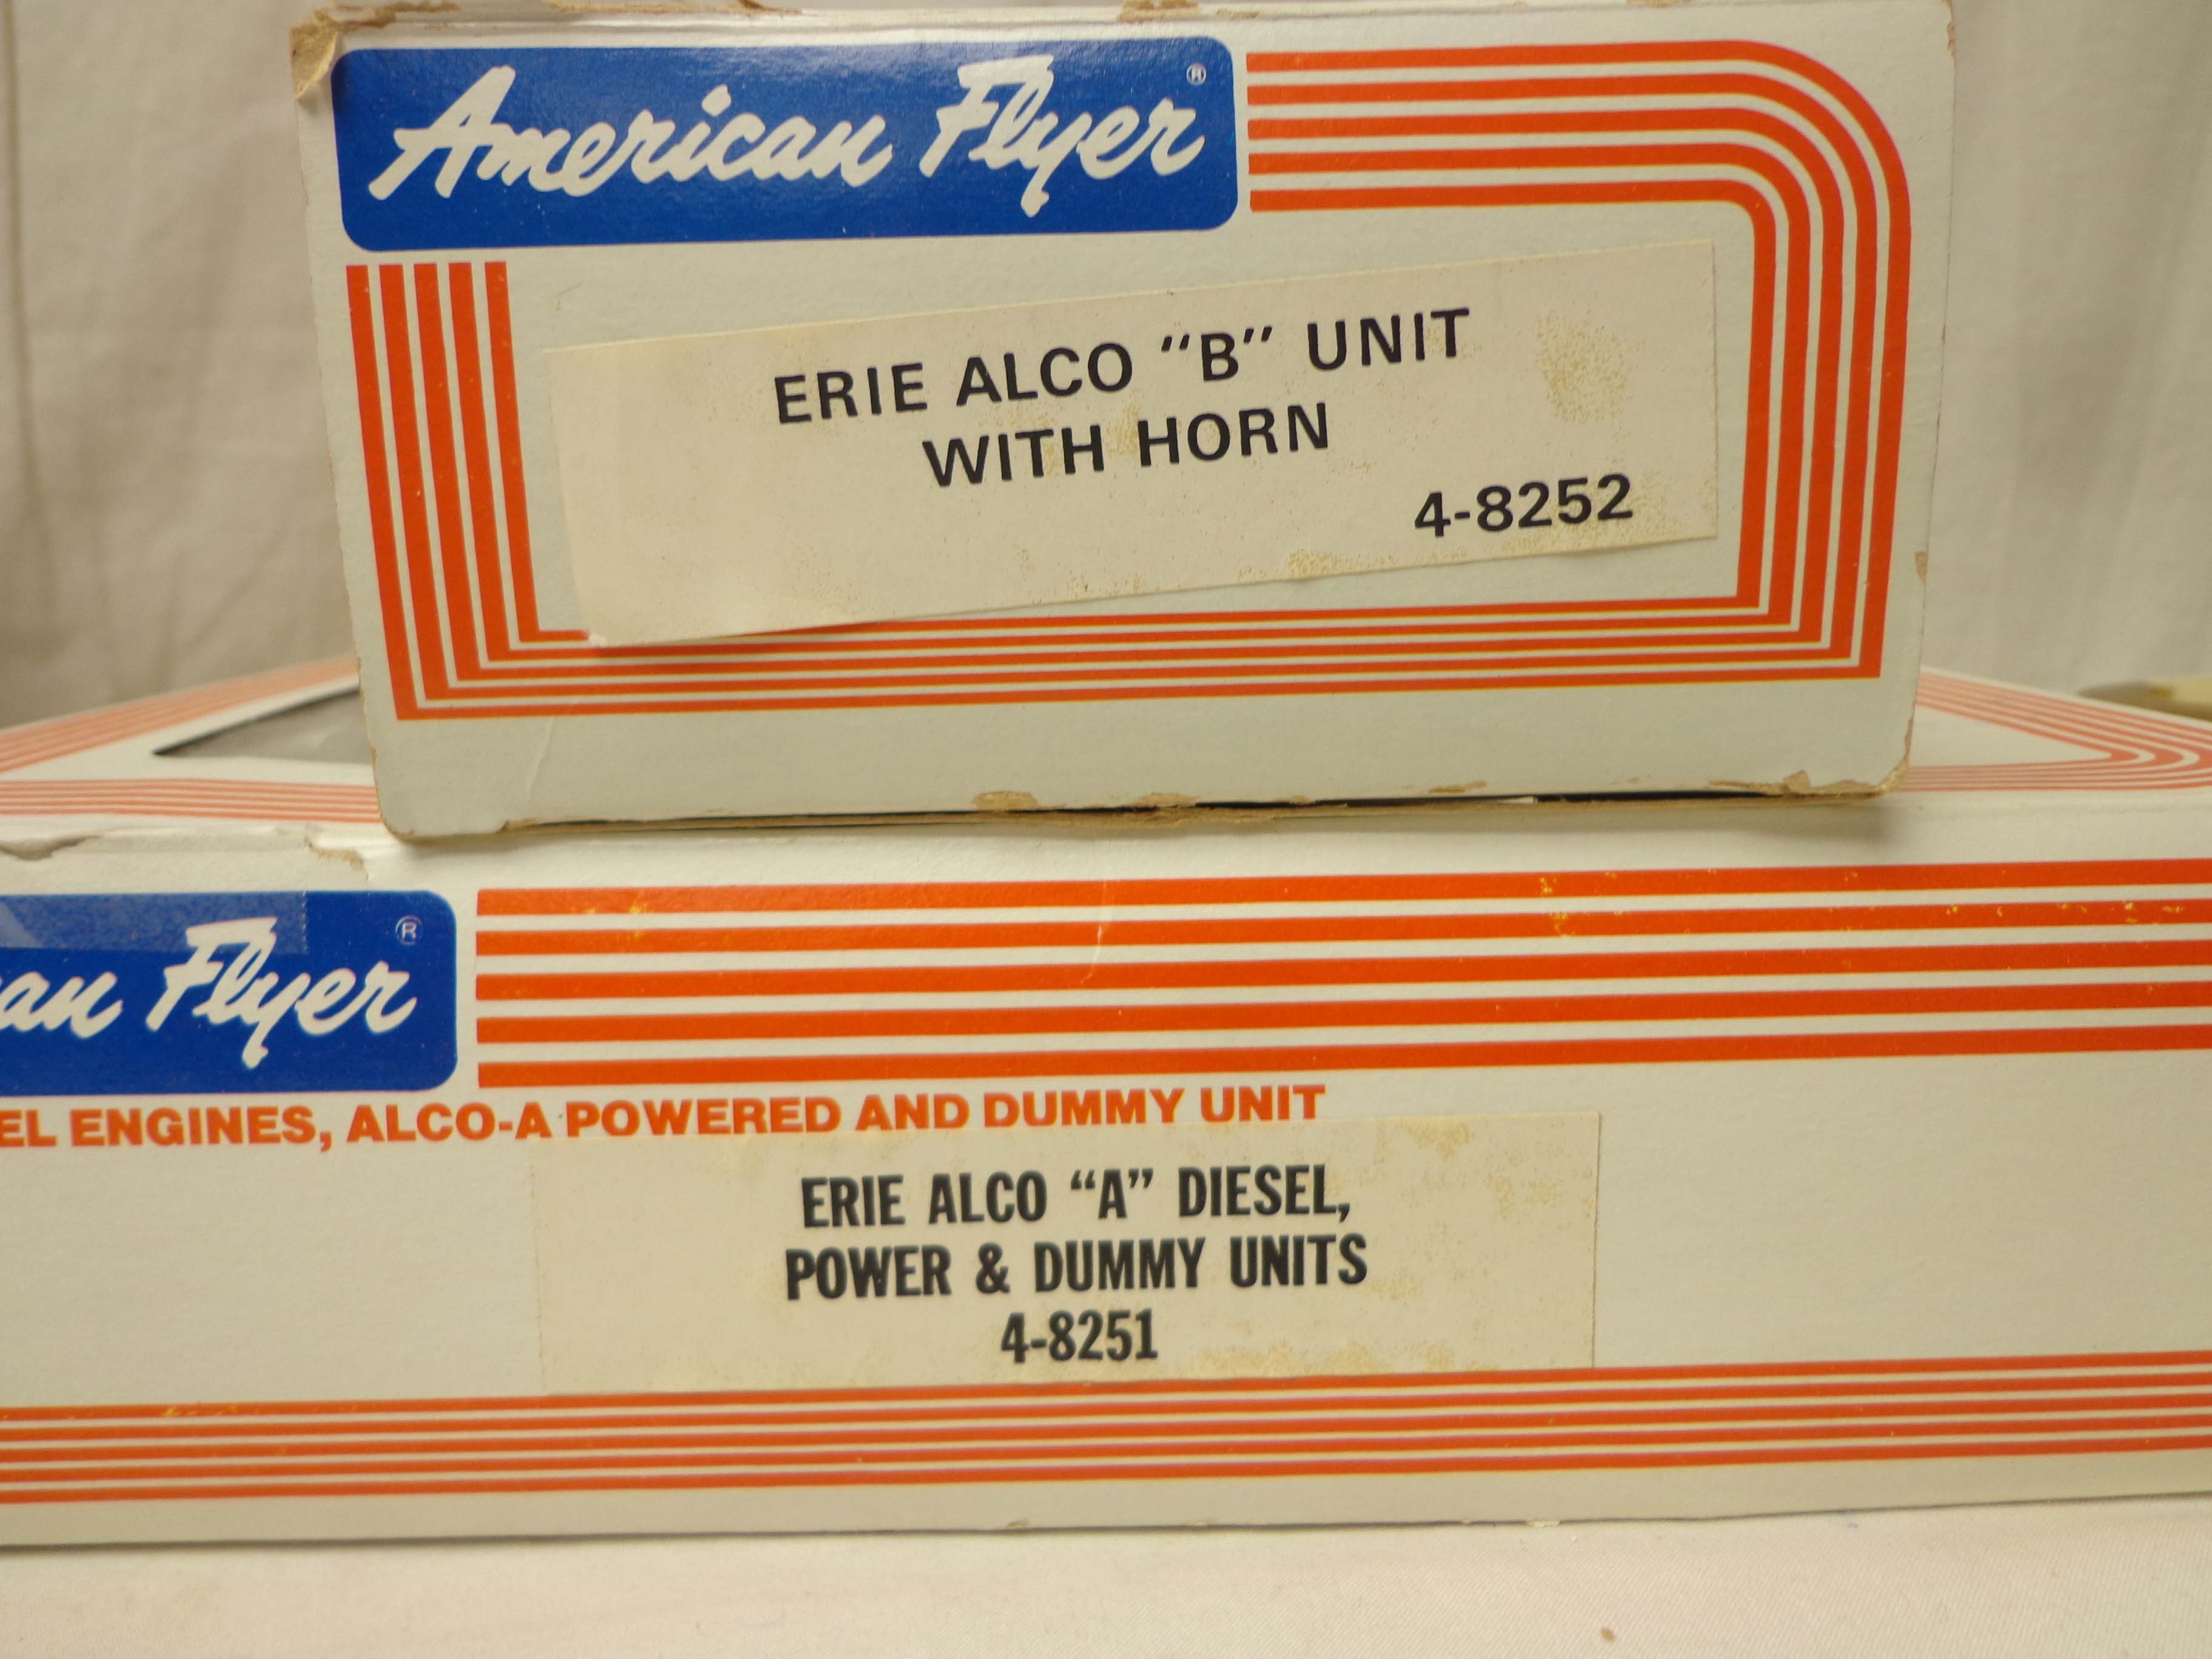 American Flyer ®
ERIE ALCO "B" UNIT
WITH HORN
4-8252
an Flyer ®
EL ENGINES, ALCO-A POWERED AND DUMMY UNIT
ERIE ALCO "A" DIESEL,
POWER & DUMMY UNITS
4-8251